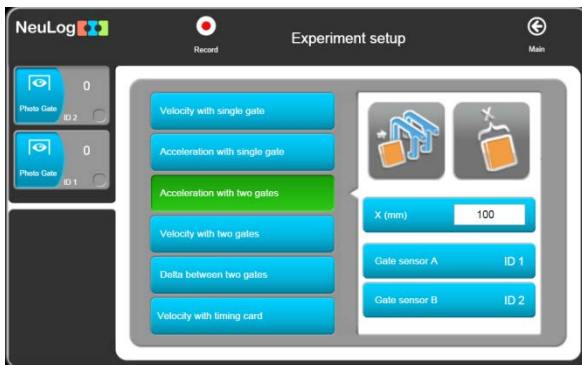 NeuLog
Record
Experiment setup
Main
0
Photo Gate
ID 2
0
Photo Gate
ID 1
Velocity with single gate
Acceleration with single gate
Acceleration with two gates
Velocity with two gates
Delta between two gates
Velocity with timing card
X
X (mm)
100
Gate sensor A
ID 1
Gate sensor B
ID 2